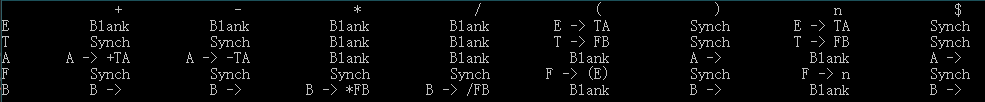 + - * / ( ) n $
E Blank Blank Blank Blank E -> TA Synch E -> TA Synch
T Synch Synch Blank Blank T -> FB Synch T -> FB Synch
A A -> +TA A -> -TA Blank Blank Blank A -> Blank A ->
F Synch Synch Synch Synch F -> (E) Synch F -> n Synch
B B -> B -> B -> *FB B -> /FB Blank B -> Blank B ->